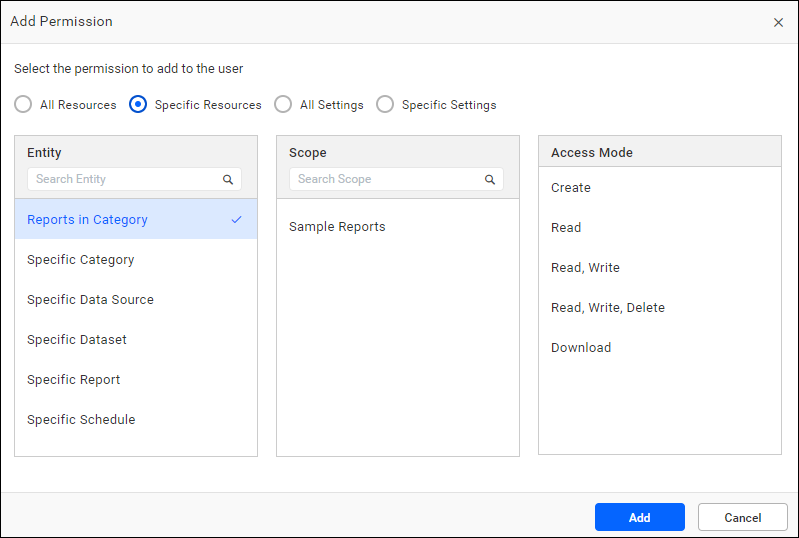 Add Permission
Select the permission to add to the user
All Resources Specific Resources All Settings Specific Settings
Entity
Search Entity
Reports in Category
Specific Category
Specific Data Source
Specific Dataset
Specific Report
Specific Schedule
Scope
Search Scope
Sample Reports
Access Mode
Create
Read
Read, Write
Read, Write, Delete
Download
Add Cancel